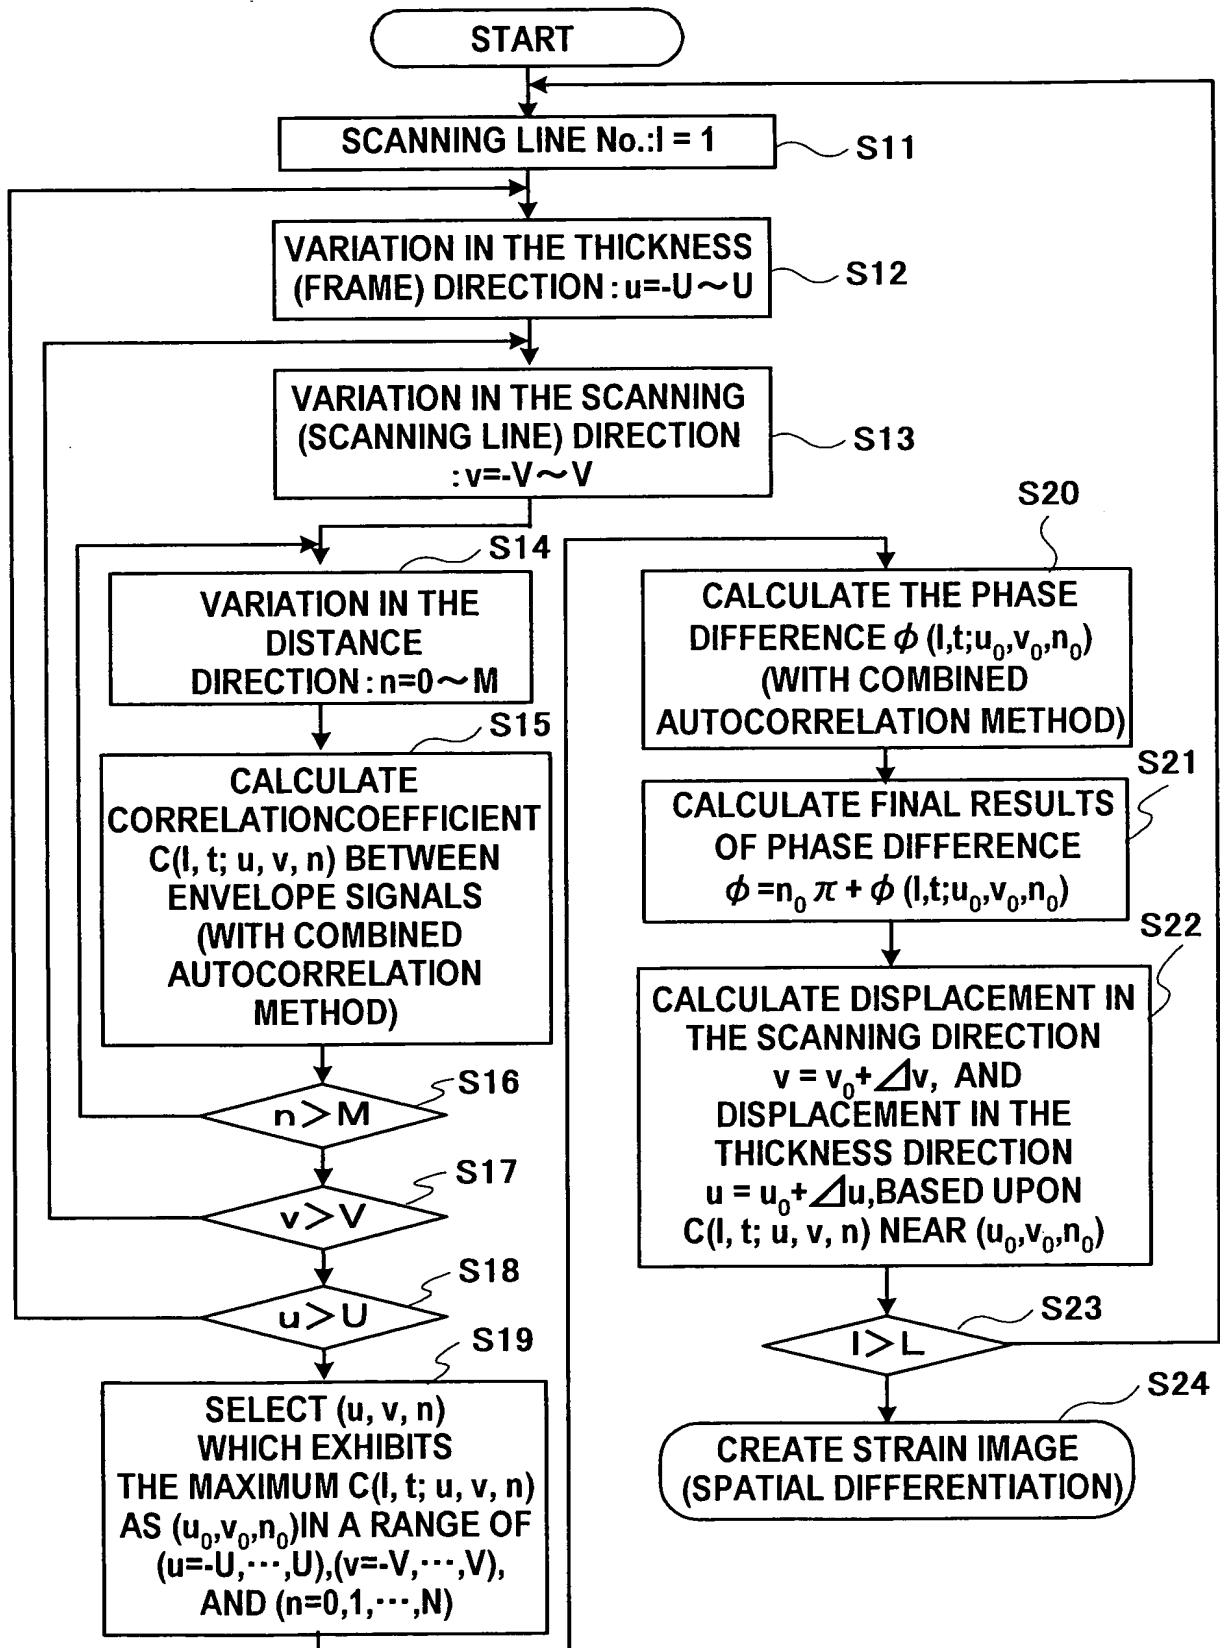 START
SCANNING LINE No.:l = 1
S11
VARIATION IN THE THICKNESS
(FRAME) DIRECTION : u=-U～U
S12
VARIATION IN THE SCANNING
(SCANNING LINE) DIRECTION
: v=-V～V
S13
S14
VARIATION IN THE
DISTANCE
DIRECTION : n=0～M
S15
CALCULATE
CORRELATIONCOEFFICIENT
C(l, t; u, v, n) BETWEEN
ENVELOPE SIGNALS
(WITH COMBINED
AUTOCORRELATION
METHOD)
S16
n＞M
S17
v＞V
S18
u＞U
S19
SELECT (u, v, n)
WHICH EXHIBITS
THE MAXIMUM C(l, t; u, v, n)
AS (u₀,v₀,n₀)IN A RANGE OF
(u=-U,⋯,U),(v=-V,⋯,V),
AND (n=0,1,⋯,N)
S20
CALCULATE THE PHASE
DIFFERENCE ϕ (l,t;u₀,v₀,n₀)
(WITH COMBINED
AUTOCORRELATION METHOD)
S21
CALCULATE FINAL RESULTS
OF PHASE DIFFERENCE
ϕ =n₀ π + ϕ (l,t;u₀,v₀,n₀)
S22
CALCULATE DISPLACEMENT IN
THE SCANNING DIRECTION
v = v₀+⊿v, AND
DISPLACEMENT IN THE
THICKNESS DIRECTION
u = u₀+⊿u,BASED UPON
C(l, t; u, v, n) NEAR (u₀,v₀,n₀)
S23
l＞L
S24
CREATE STRAIN IMAGE
(SPATIAL DIFFERENTIATION)